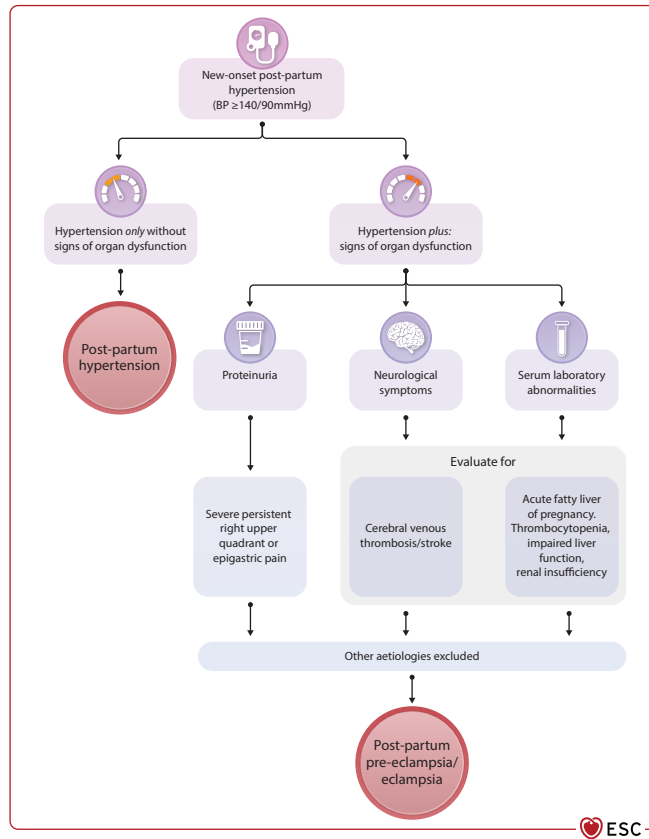 New-onset post-partum
hypertension
(BP ≥140/90mmHg)
Hypertension only without
signs of organ dysfunction
Hypertension plus:
signs of organ dysfunction
Post-partum
hypertension
Proteinuria
Neurological
symptoms
Serum laboratory
abnormalities
Evaluate for
Severe persistent
right upper
quadrant or
epigastric pain
Cerebral venous
thrombosis/stroke
Acute fatty liver
of pregnancy.
Thrombocytopenia,
impaired liver
function,
renal insufficiency
Other aetiologies excluded
Post-partum
pre-eclampsia/
eclampsia
ESC